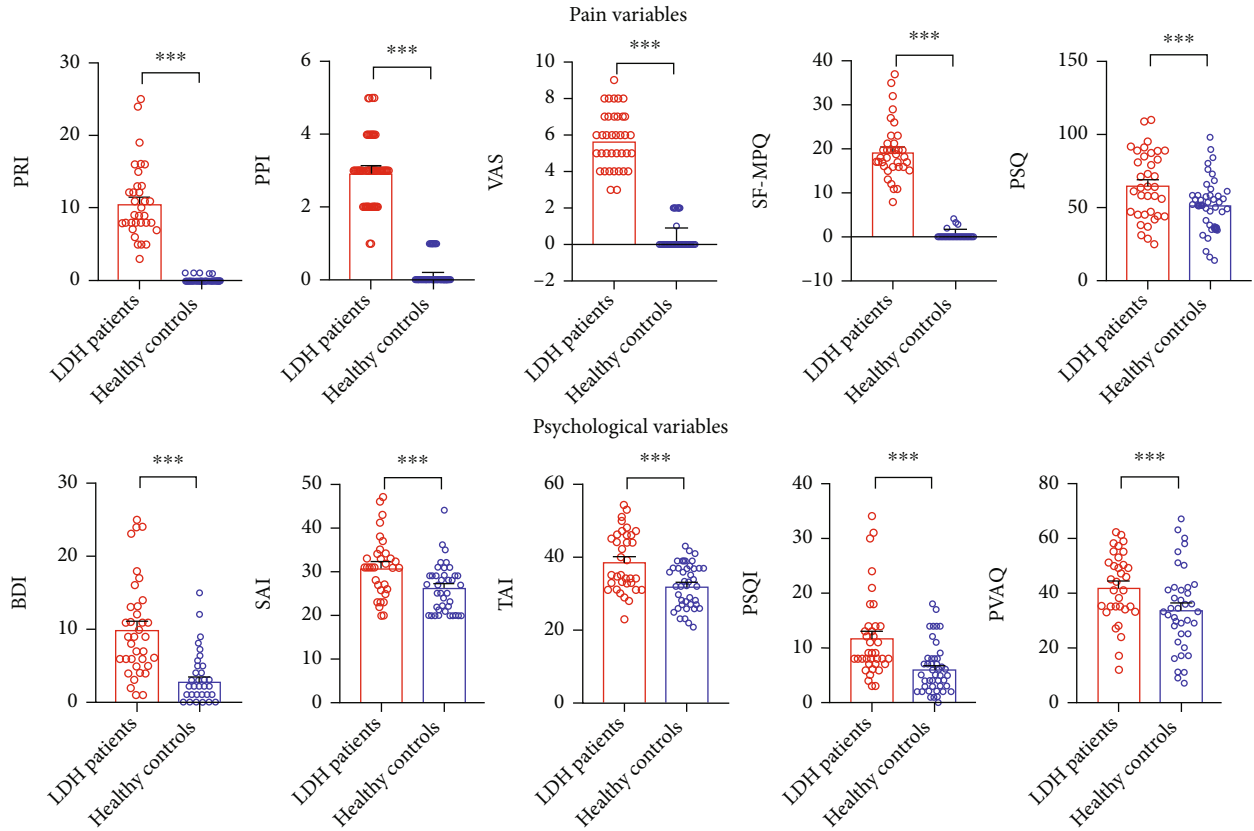 Pain variables
PRI
30
20
10
0
***
LDH patients
Healthy controls
PPI
6
4
2
0
***
LDH patients
Healthy controls
VAS
10
8
6
4
2
0
−2
***
LDH patients
Healthy controls
SF-MPQ
40
30
20
10
0
−10
***
LDH patients
Healthy controls
PSQ
150
100
50
0
***
LDH patients
Healthy controls
Psychological variables
BDI
30
20
10
0
***
LDH patients
Healthy controls
SAI
50
40
30
20
10
0
***
LDH patients
Healthy controls
TAI
60
40
20
0
***
LDH patients
Healthy controls
PSQI
40
30
20
10
0
***
LDH patients
Healthy controls
PVAQ
80
60
40
20
0
***
LDH patients
Healthy controls